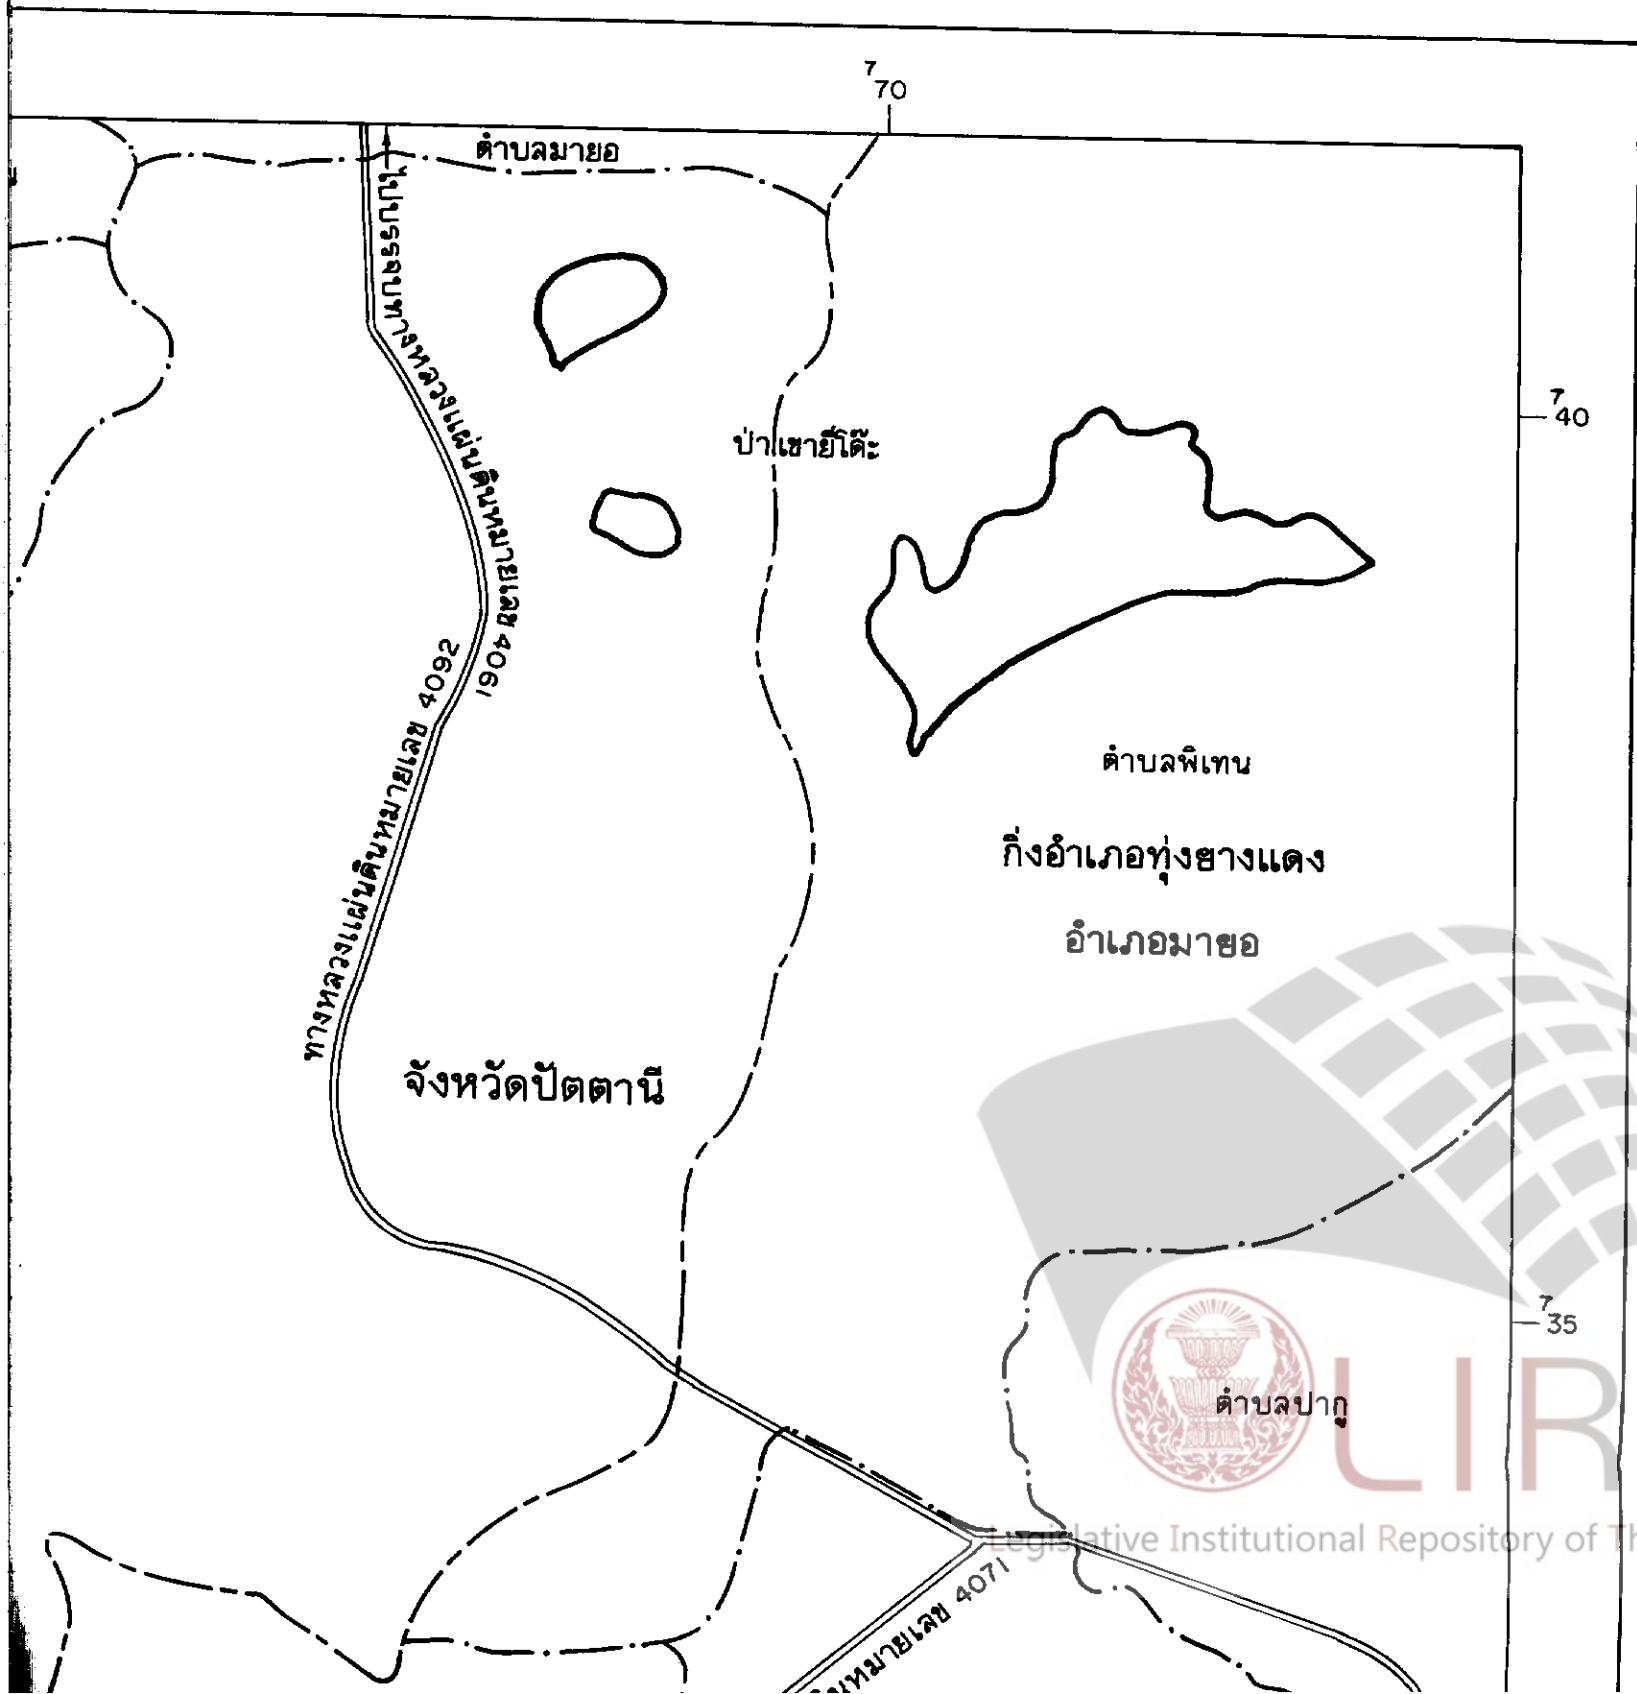 7
70
ตำบลมายอ
ไปบรรจบทางหลวงแผ่นดินหมายเลข 4061
7
40
ป่าเขายีโต๊ะ
ทางหลวงแผ่นดินหมายเลข 4092
ตำบลพิเทน
กิ่งอำเภอทุ่งยางแดง
อำเภอมายอ
จังหวัดปัตตานี
7
35
LIR
ตำบลปากู
Legislative Institutional Repository of Th
หมายเลข 4071